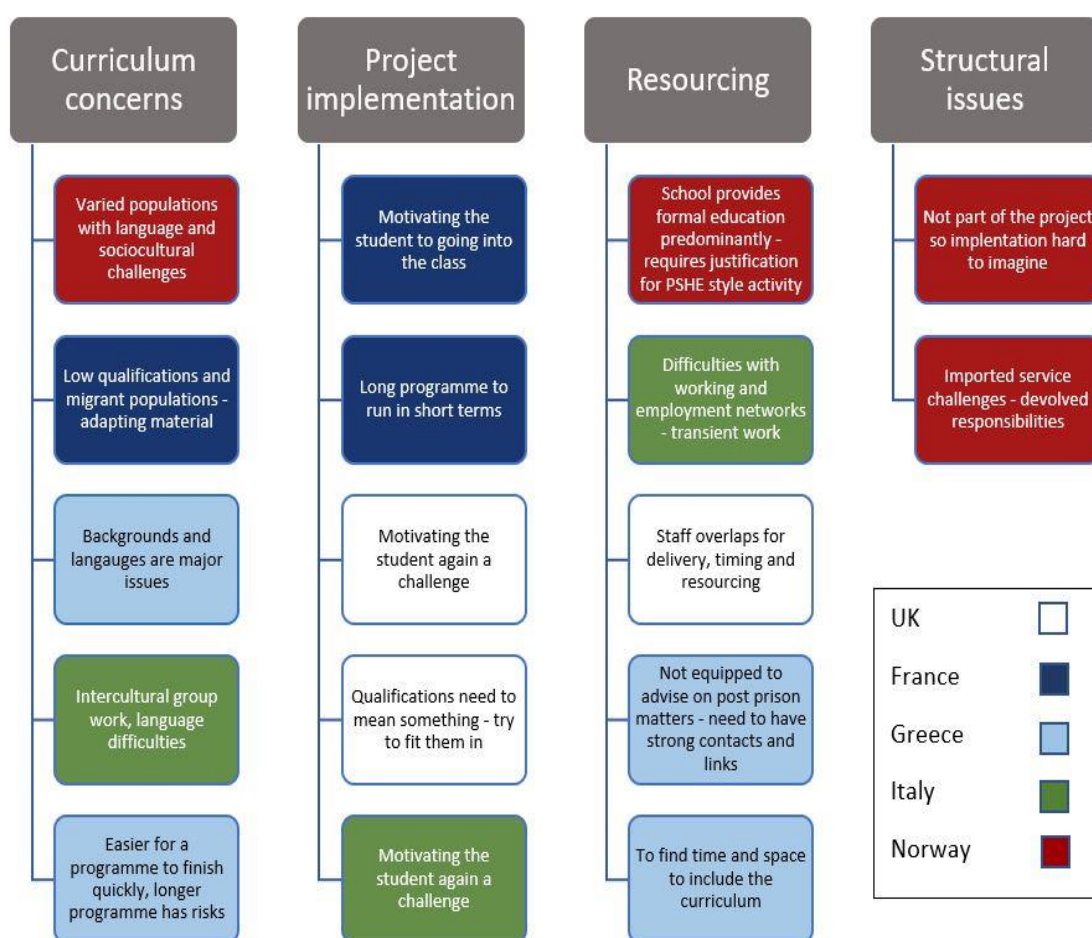 Curriculum
concerns
Varied populations
with language and
sociocultural
challenges
Low qualifications and
migrant populations -
adapting material
Backgrounds and
langauges are major
issues
Intercultural group
work, language
difficulties
Easier for a
programme to finish
quickly, longer
programme has risks
Project
implementation
Motivating the
student to going into
the class
Long programme to
run in short terms
Motivating the
student again a
challenge
Qualifications need to
mean something - try
to fit them in
Motivating the
student again a
challenge
Resourcing
School provides
formal education
predominantly -
requires justification
for PSHE style activity
Difficulties with
working and
employment networks
- transient work
Staff overlaps for
delivery, timing and
resourcing
Not equipped to
advise on post prison
matters - need to have
strong contacts and
links
To find time and space
to include the
curriculum
Structural
issues
Not part of the project
so implentation hard
to imagine
Imported service
challenges - devolved
responsibilities
UK
France
Greece
Italy
Norway